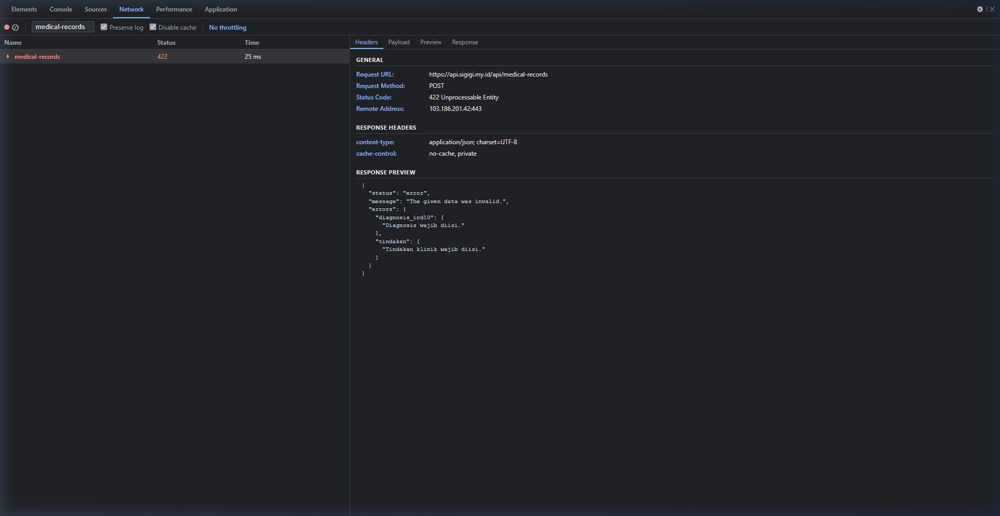 Elements Console Sources Network Performance Application
medical-records Preserve log Disable cache No throttling
Name Status Time
medical-records 422 25 ms
Headers Payload Preview Response
GENERAL
Request URL: https://api.sigigi.my.id/api/medical-records
Request Method: POST
Status Code: 422 Unprocessable Entity
Remote Address: 103.186.201.42:443
RESPONSE HEADERS
content-type: application/json; charset=UTF-8
cache-control: no-cache, private
RESPONSE PREVIEW
{
  "status": "error",
  "message": "The given data was invalid.",
  "errors": {
    "diagnosis_icd10": [
      "Diagnosis wajib diisi."
    ],
    "tindakan": [
      "Tindakan klinik wajib diisi."
    ]
  }
}